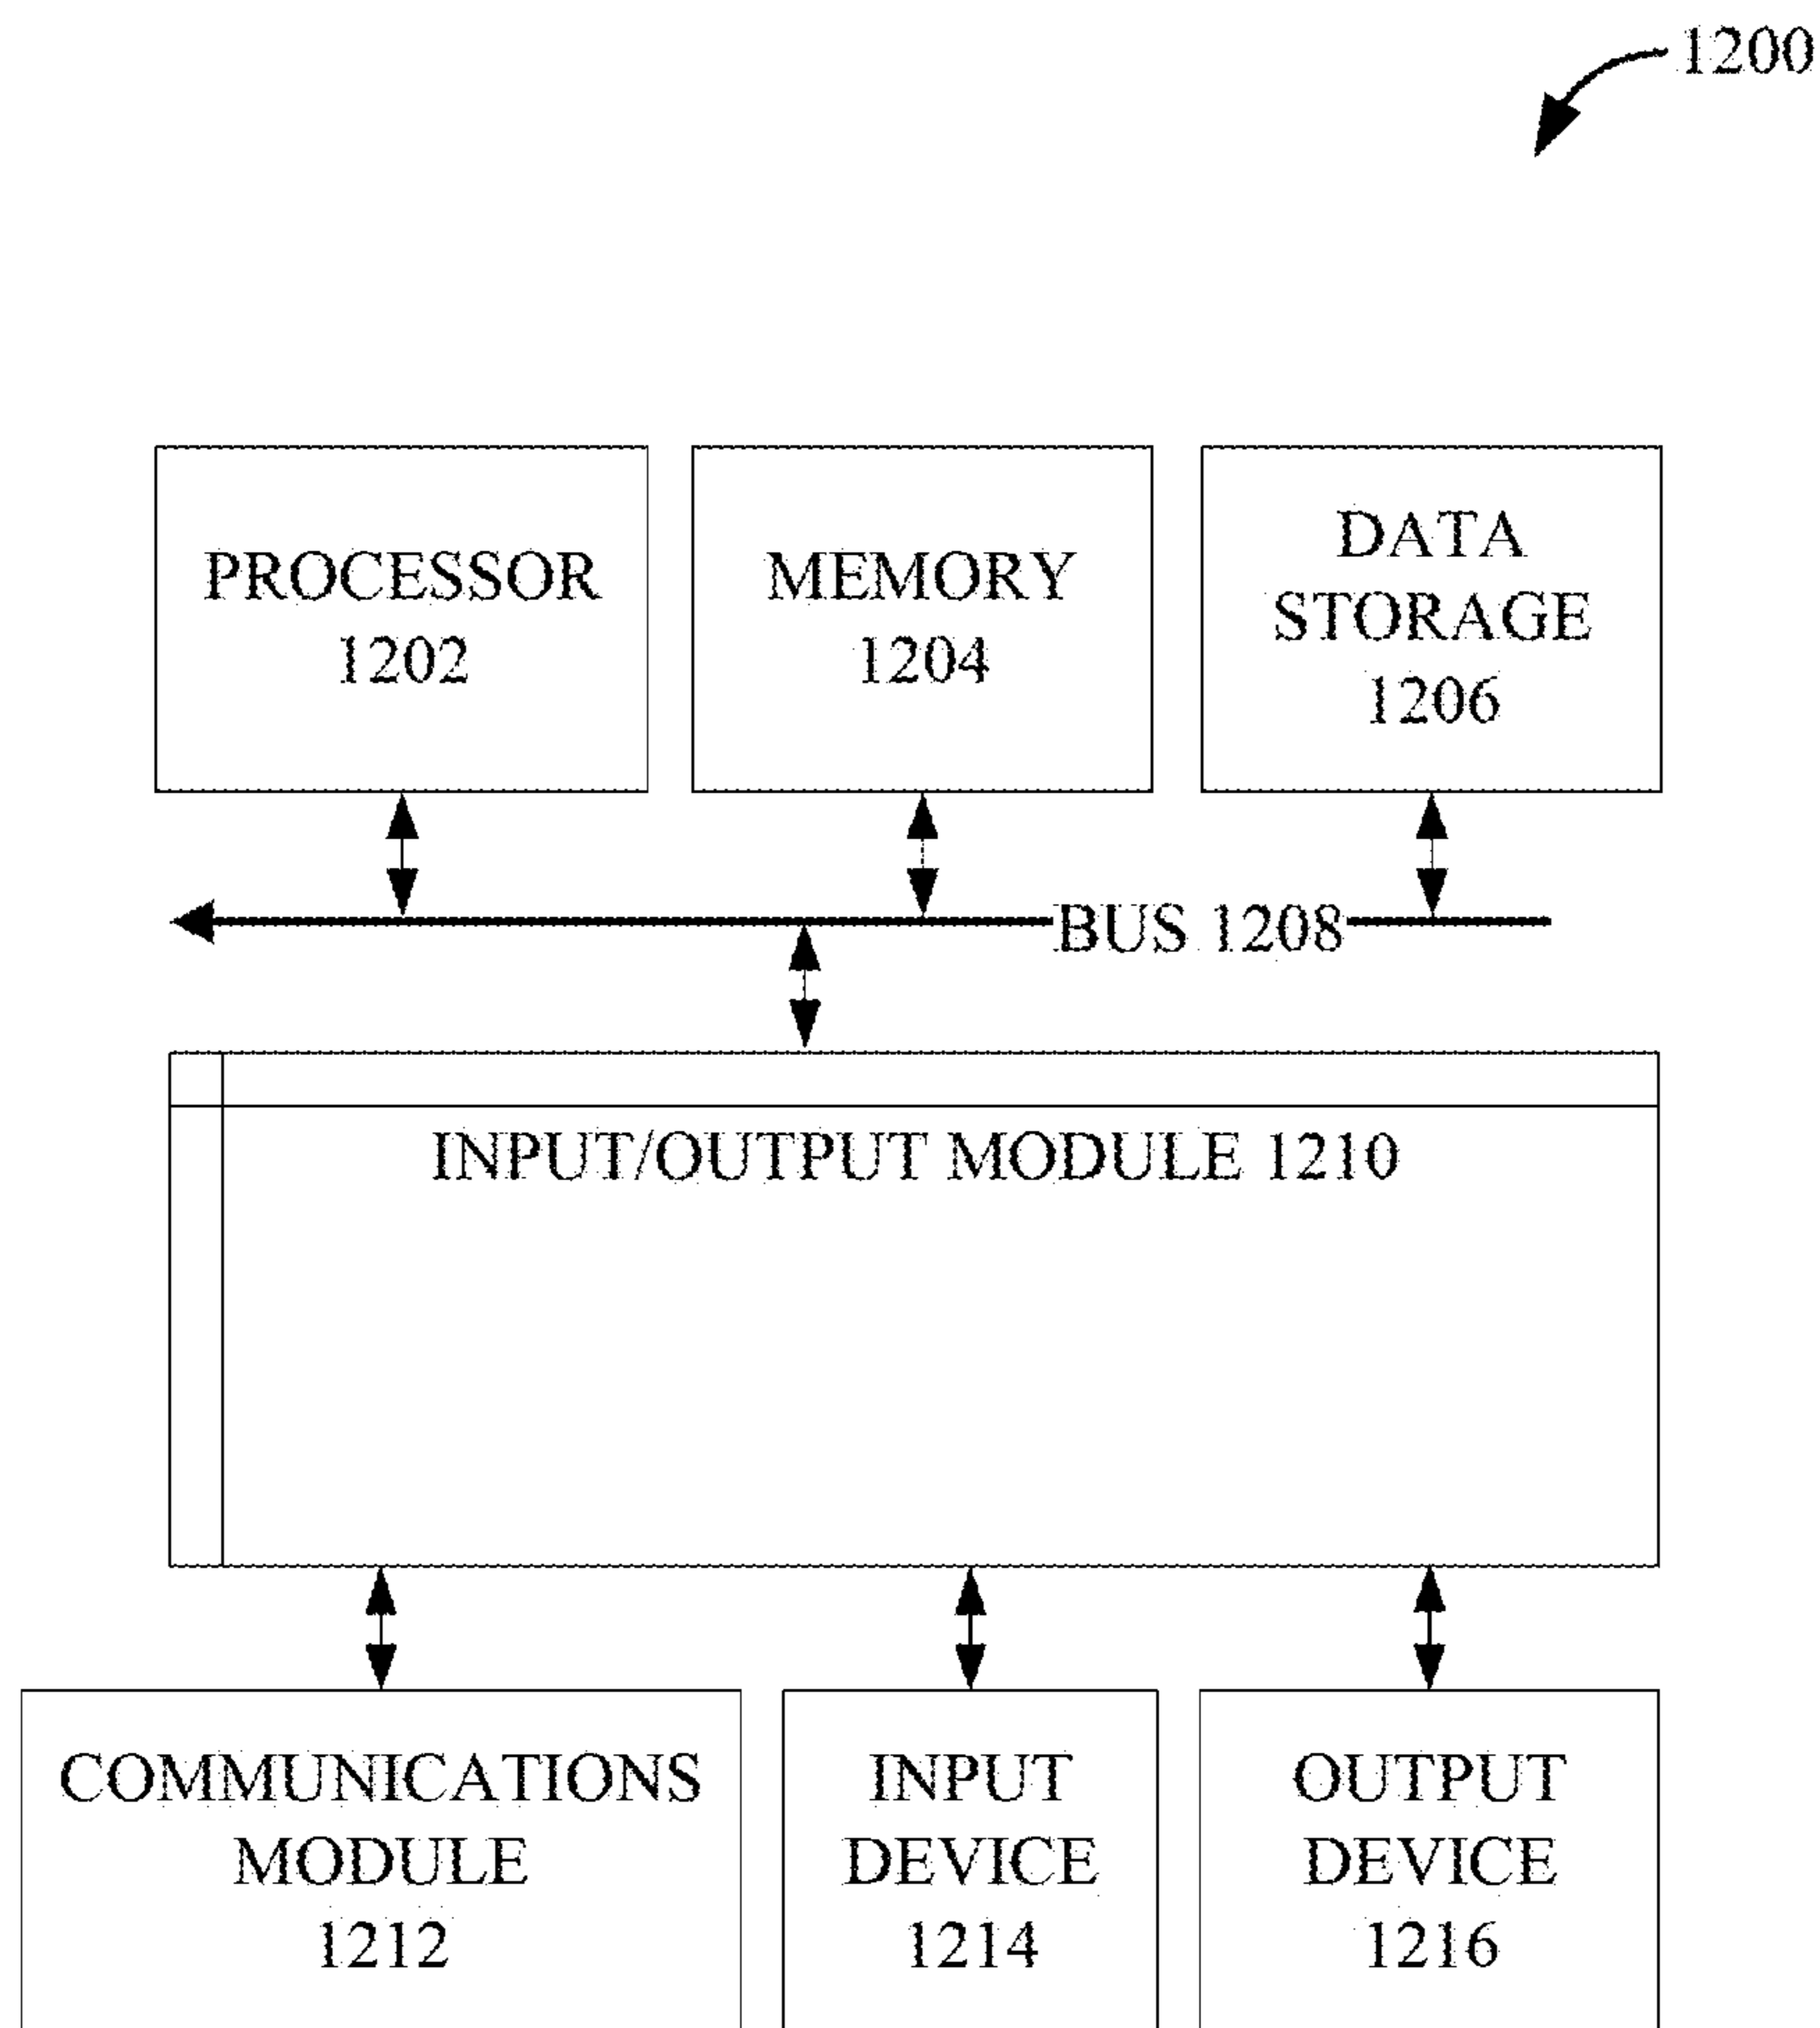 1200
PROCESSOR
1202
MEMORY
1204
DATA
STORAGE
1206
BUS 1208
INPUT/OUTPUT MODULE 1210
COMMUNICATIONS
MODULE
1212
INPUT
DEVICE
1214
OUTPUT
DEVICE
1216